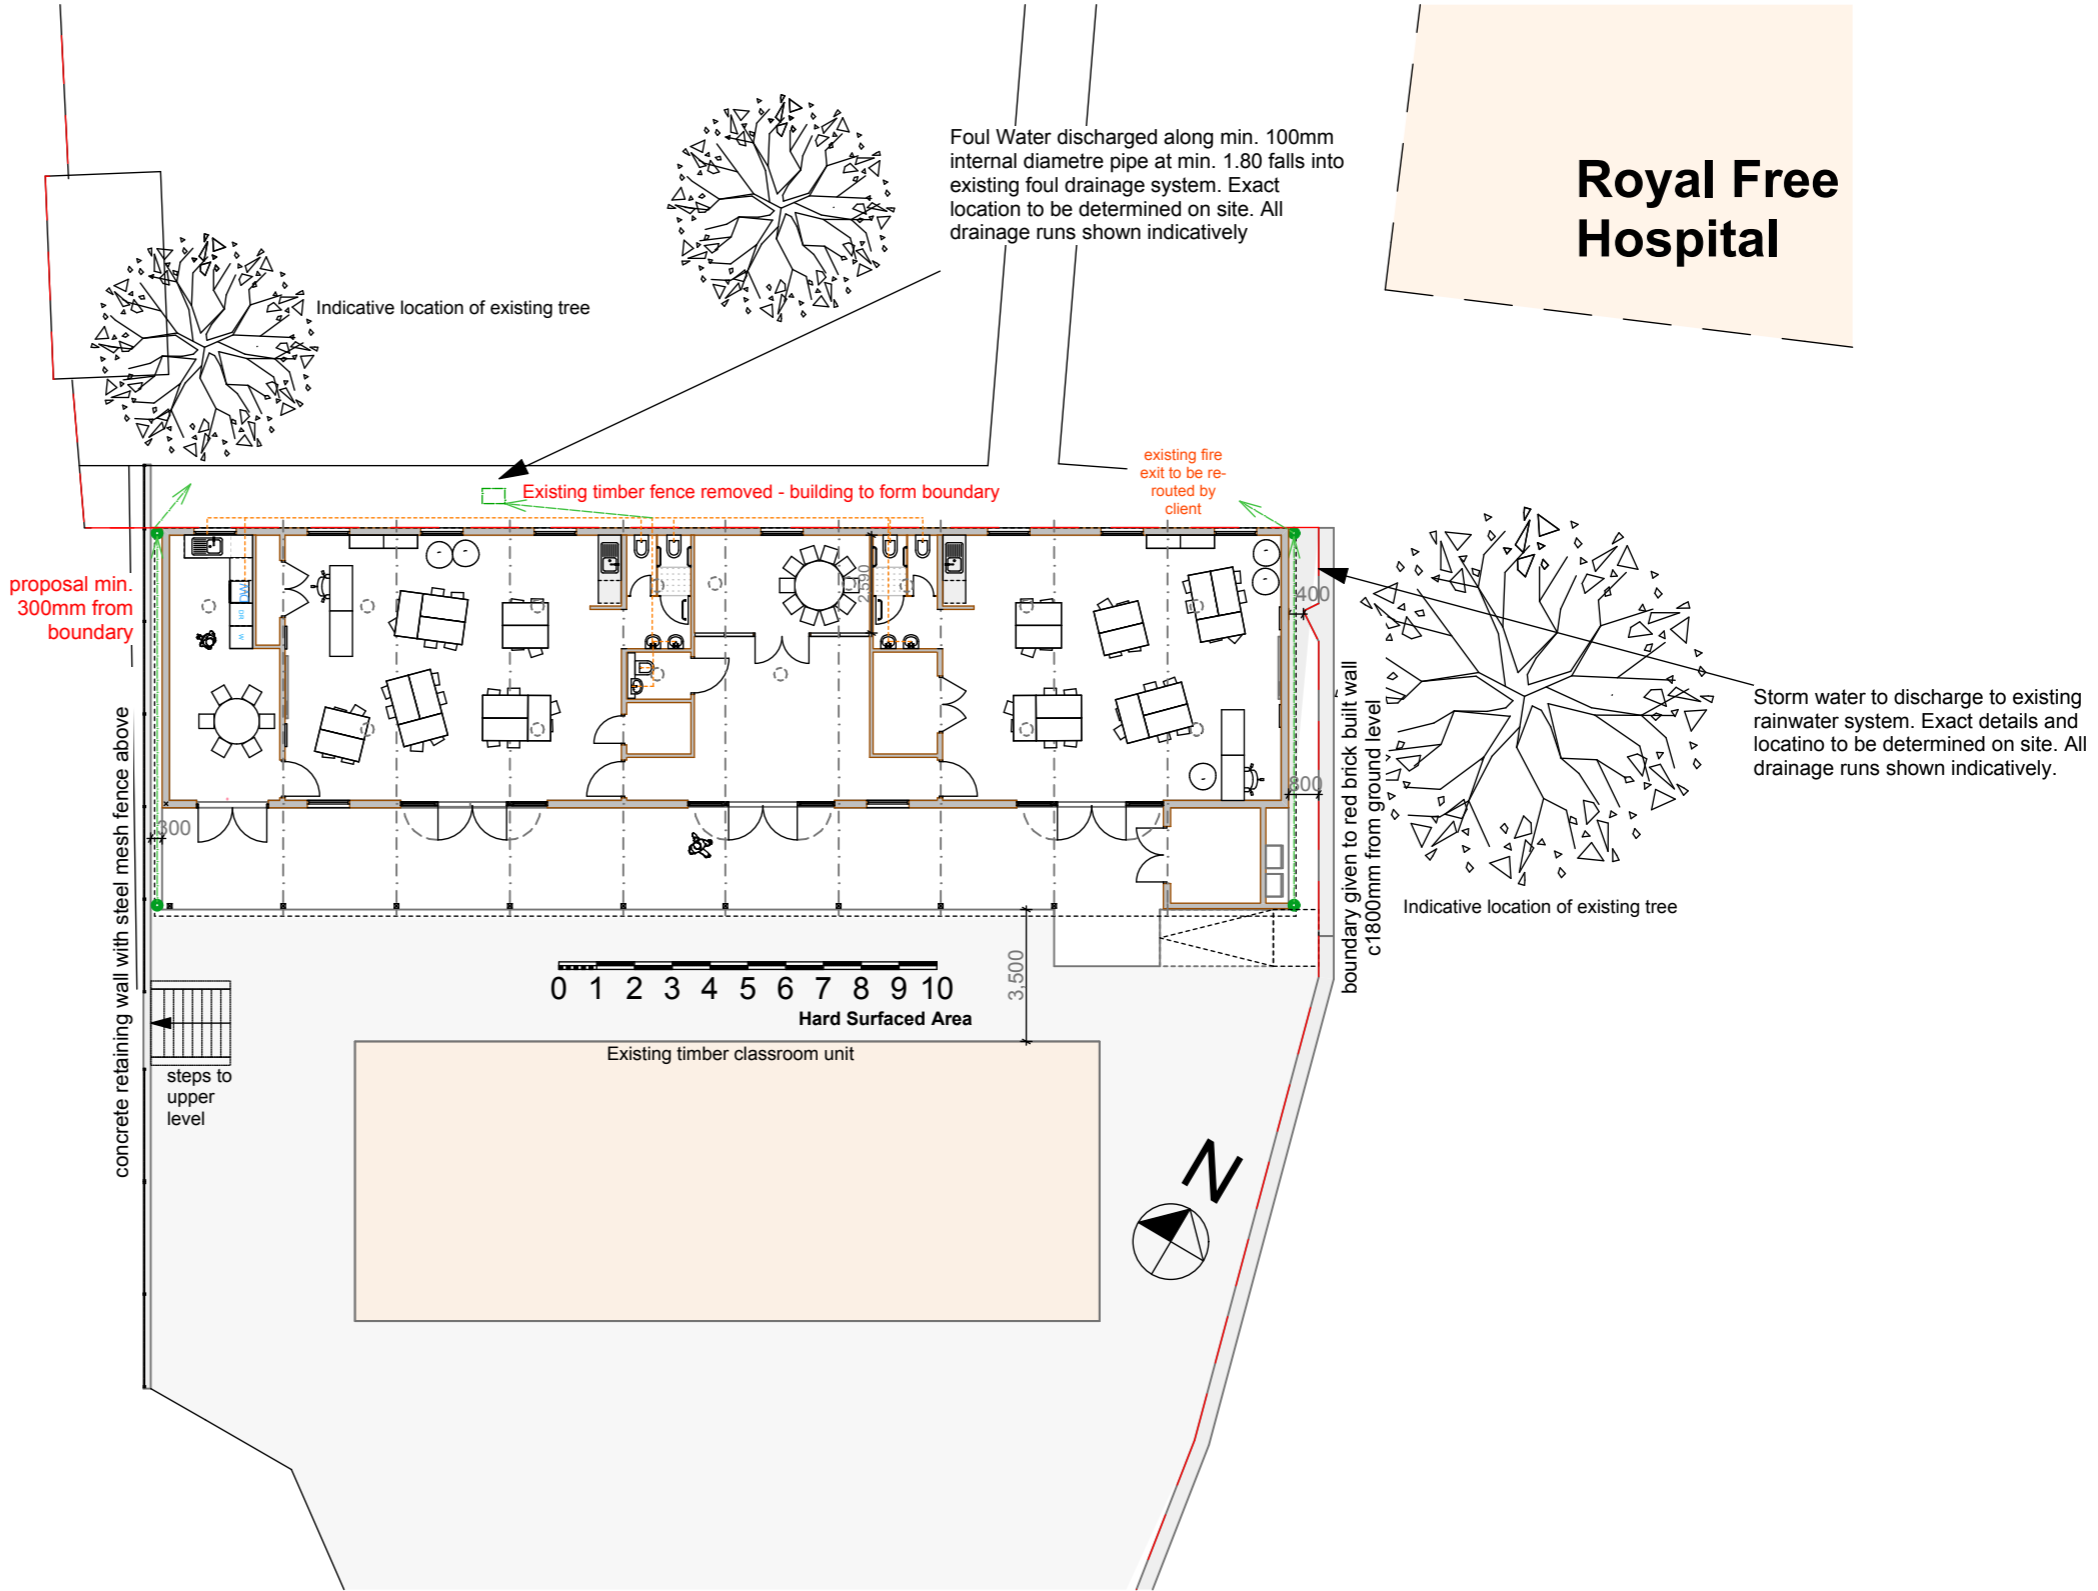 Foul Water discharged along min. 100mm
internal diametre pipe at min. 1.80 falls into
existing foul drainage system. Exact
location to be determined on site. All
drainage runs shown indicatively
Royal Free
Hospital
Indicative location of existing tree
existing fire
exit to be re-
routed by
client
Existing timber fence removed - building to form boundary
proposal min.
300mm from
boundary
MC
W
2,590
400
800
300
concrete retaining wall with steel mesh fence above
boundary given to red brick built wall
c1800mm from ground level
Storm water to discharge to existing
rainwater system. Exact details and
locatino to be determined on site. All
drainage runs shown indicatively.
Indicative location of existing tree
0 1 2 3 4 5 6 7 8 9 10
3,500
Hard Surfaced Area
Existing timber classroom unit
steps to
upper
level
N